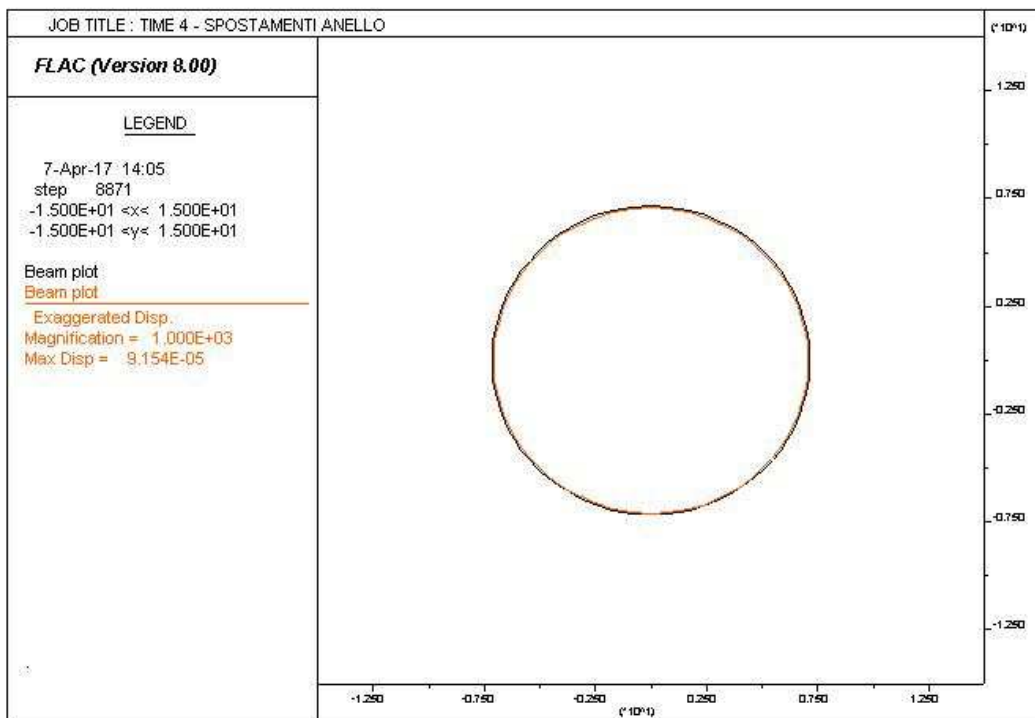 JOB TITLE : TIME 4 - SPOSTAMENTI ANELLO
(*10^1)
FLAC (Version 8.00)
LEGEND
7-Apr-17 14:05
step 8871
-1.500E+01 <x< 1.500E+01
-1.500E+01 <y< 1.500E+01
Beam plot
Beam plot
Exaggerated Disp.
Magnification = 1.000E+03
Max Disp = 9.154E-05
1.250
0.750
0.250
-0.250
-0.750
-1.250
-1.250 -0.750 -0.250 0.250 0.750 1.250
(*10^1)